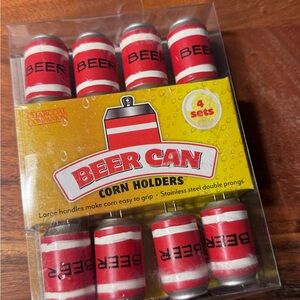 BEER
BEER
BEER
BEER
4
sets
BEER CAN
CORN HOLDERS
Large handles make corn easy to grip · Stainless steel double prongs
BEER
BEER
BEER
BEER